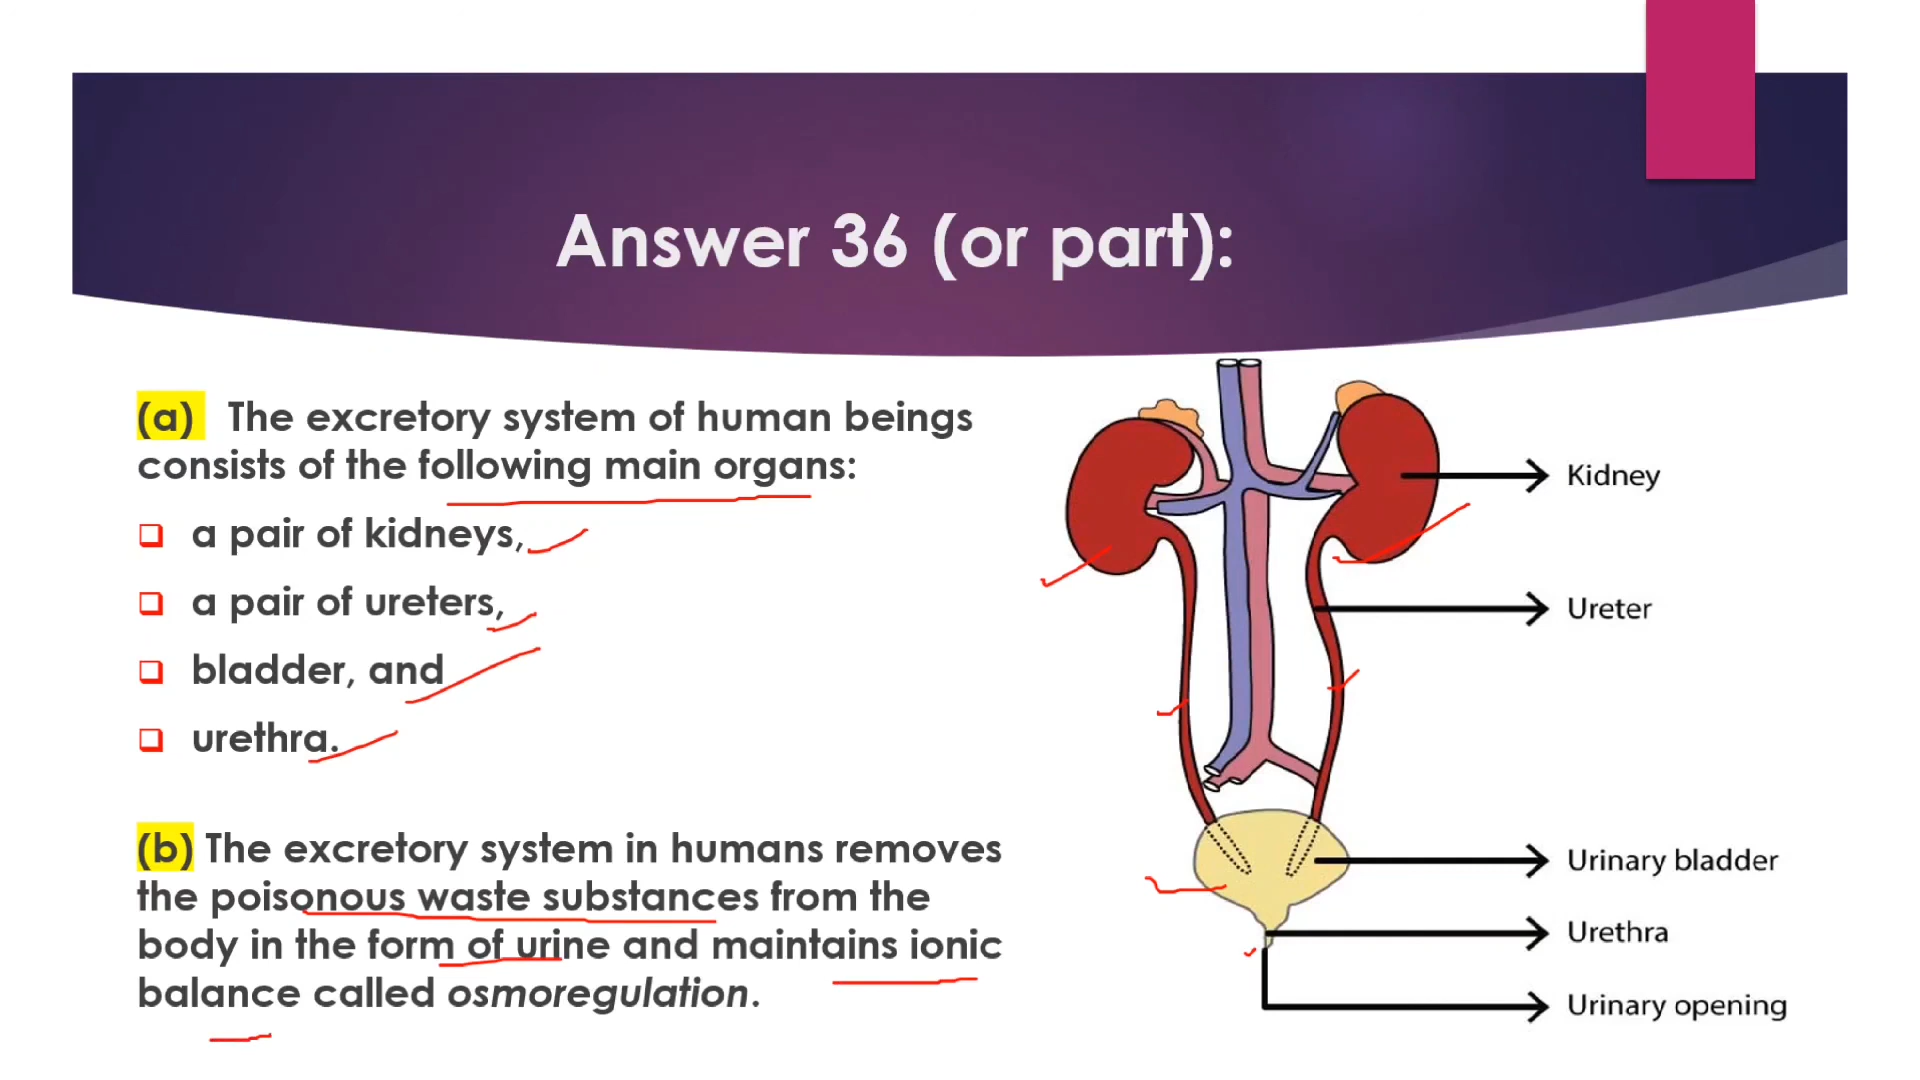 Answer 36 (or part):
(a) The excretory system of human beings
consists of the following main organs:
a pair of kidneys,
a pair of ureters,
bladder, and
urethra.
(b) The excretory system in humans removes
the poisonous waste substances from the
body in the form of urine and maintains ionic
balance called osmoregulation.
Kidney
Ureter
Urinary bladder
Urethra
Urinary opening